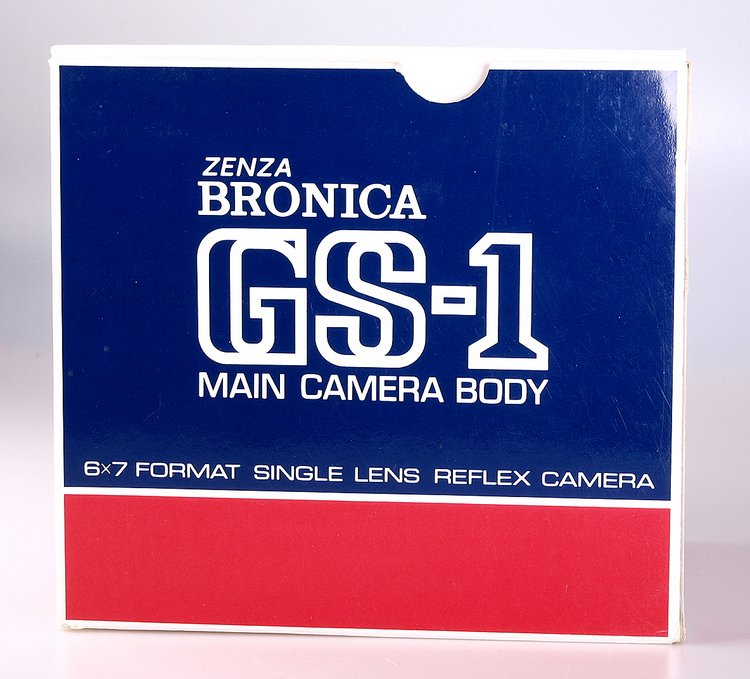 ZENZA
BRONICA
GS-1
MAIN CAMERA BODY
6×7 FORMAT SINGLE LENS REFLEX CAMERA